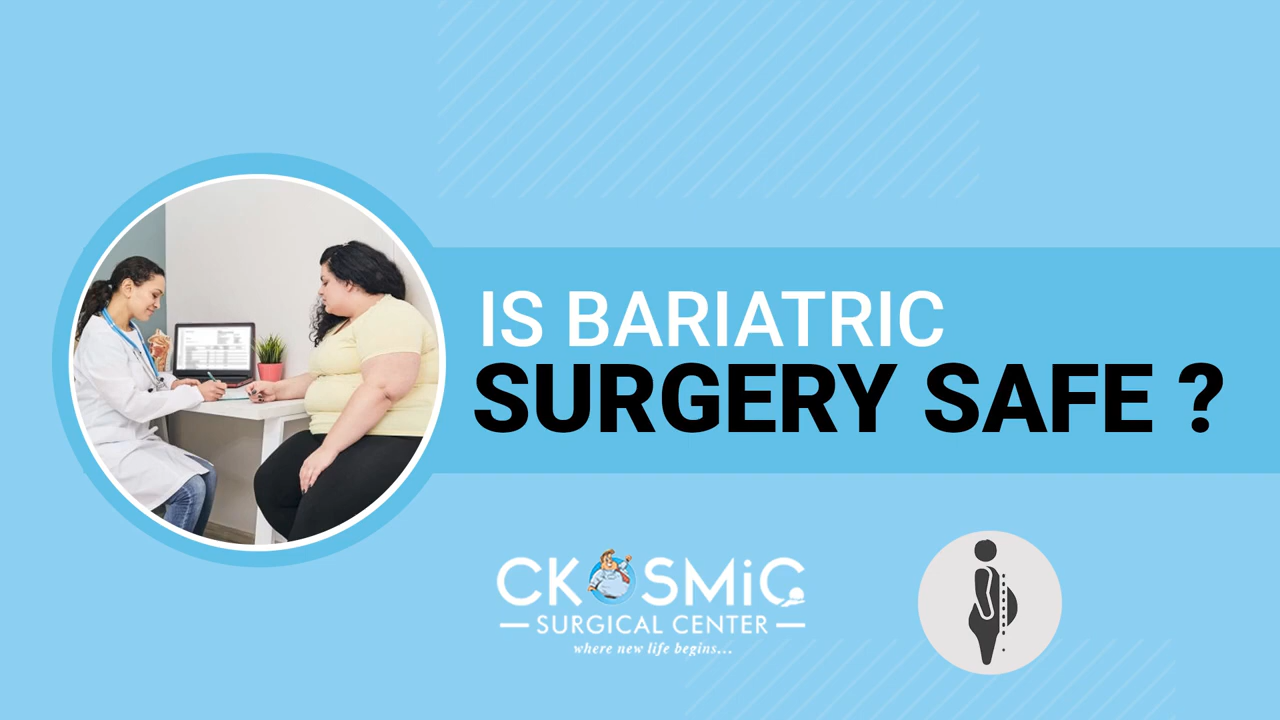 IS BARIATRIC
SURGERY SAFE ?
CKOSMiC
SURGICAL CENTER
where new life begins...